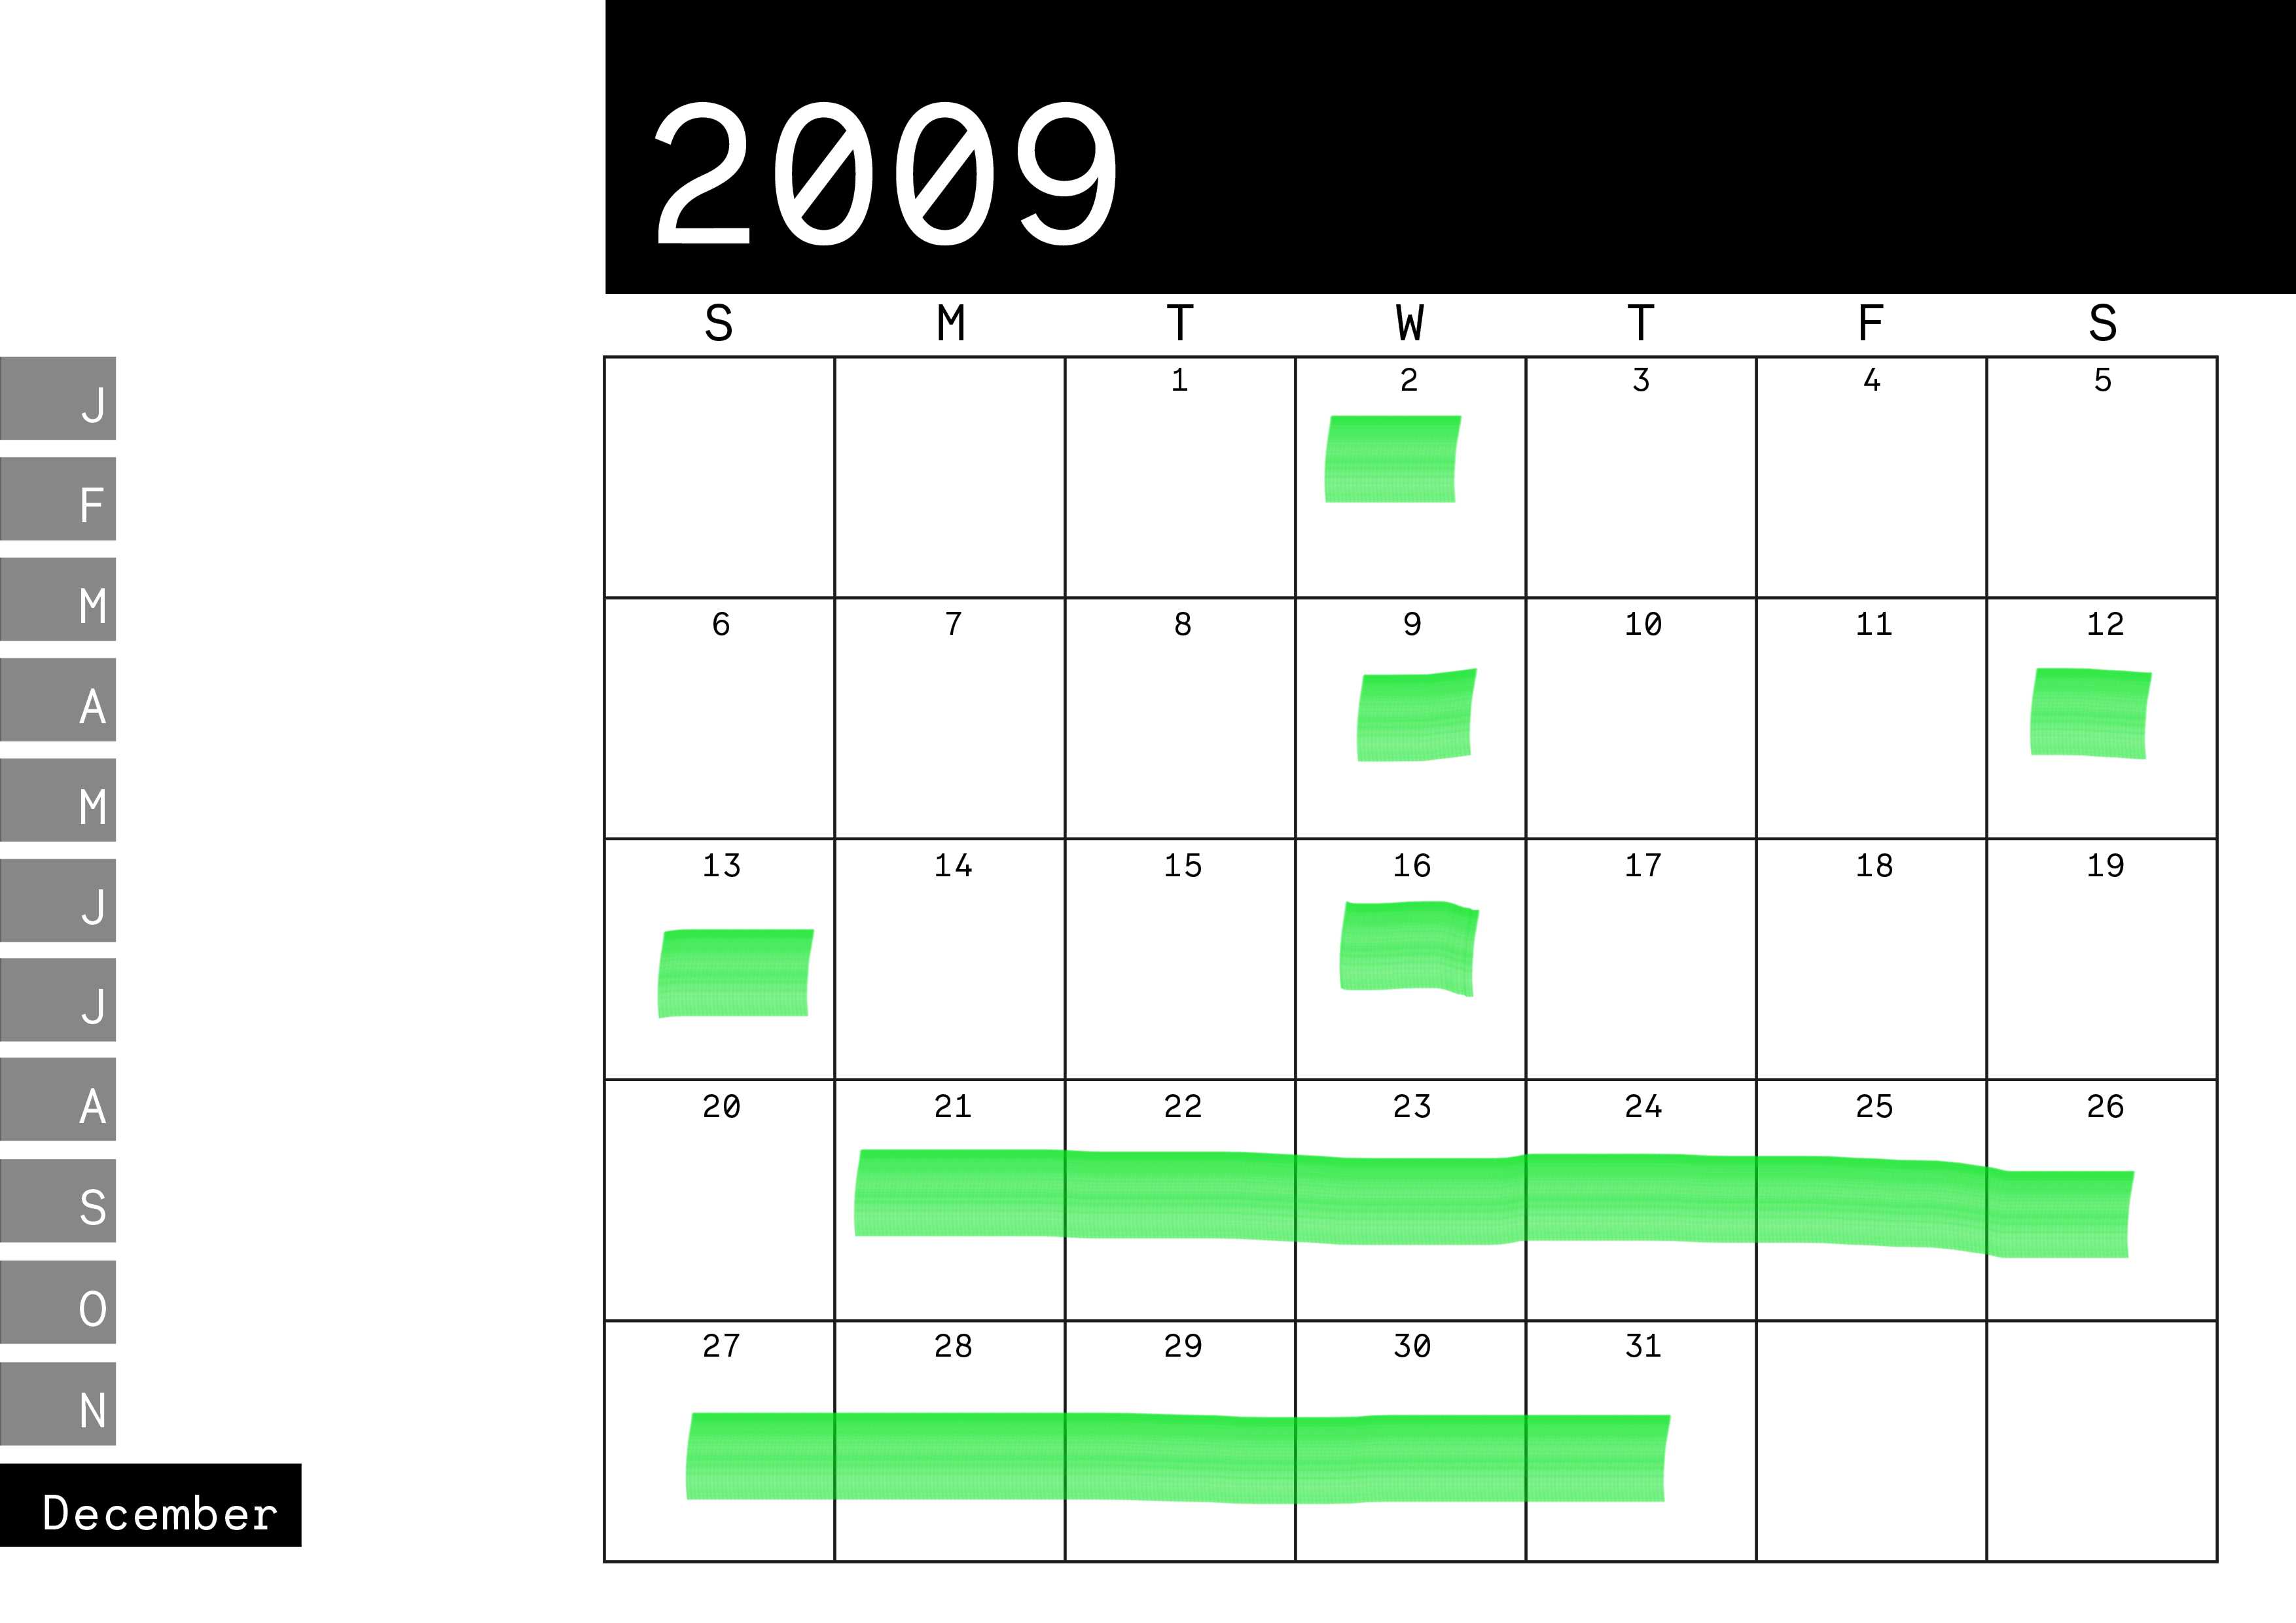 2009
S M T W T F S
1 2 3 4 5
6 7 8 9 10 11 12
13 14 15 16 17 18 19
20 21 22 23 24 25 26
27 28 29 30 31
J
F
M
A
M
J
J
A
S
O
N
December